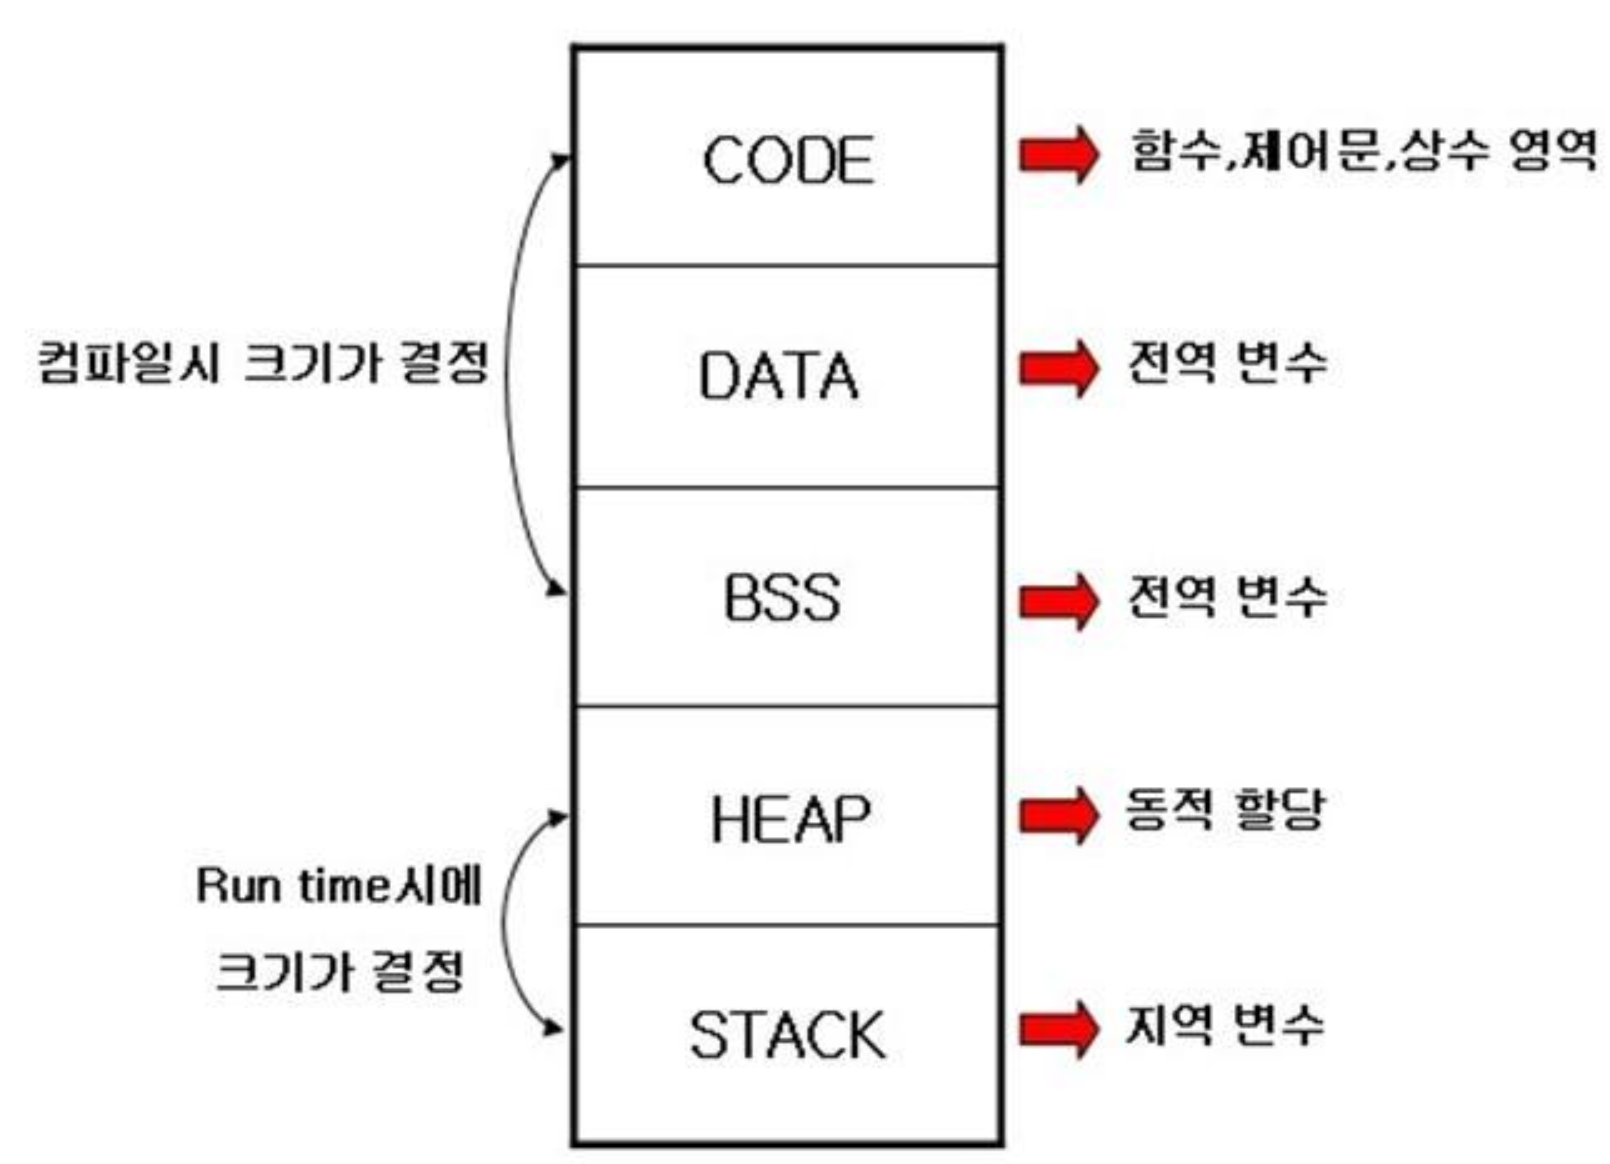 CODE
함수,제어문,상수 영역
컴파일시 크기가 결정
DATA
전역 변수
BSS
전역 변수
HEAP
동적 할당
Run time시에
크기가 결정
STACK
지역 변수